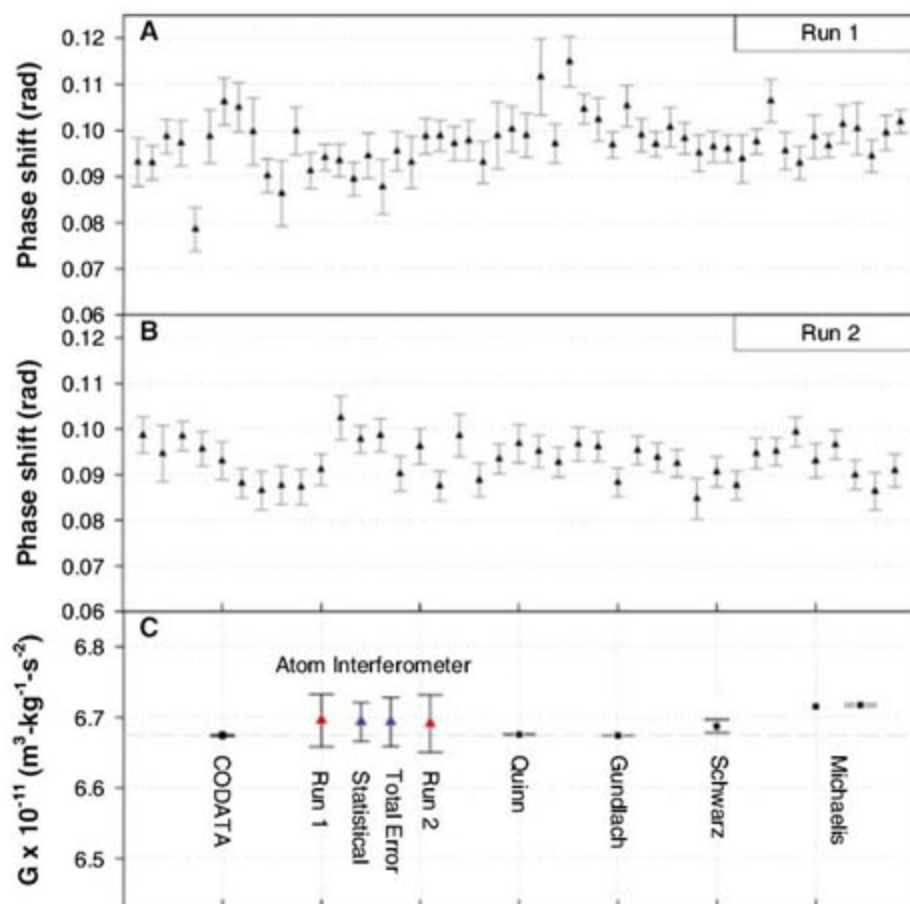 A
Run 1
Phase shift (rad)
0.12
0.11
0.10
0.09
0.08
0.07
0.06
B
Run 2
Phase shift (rad)
0.12
0.11
0.10
0.09
0.08
0.07
0.06
C
G x 10⁻¹¹ (m³-kg⁻¹-s⁻²)
6.8
6.7
6.6
6.5
Atom Interferometer
CODATA
Run 1
Statistical
Total Error
Run 2
Quinn
Gundlach
Schwarz
Michaelis